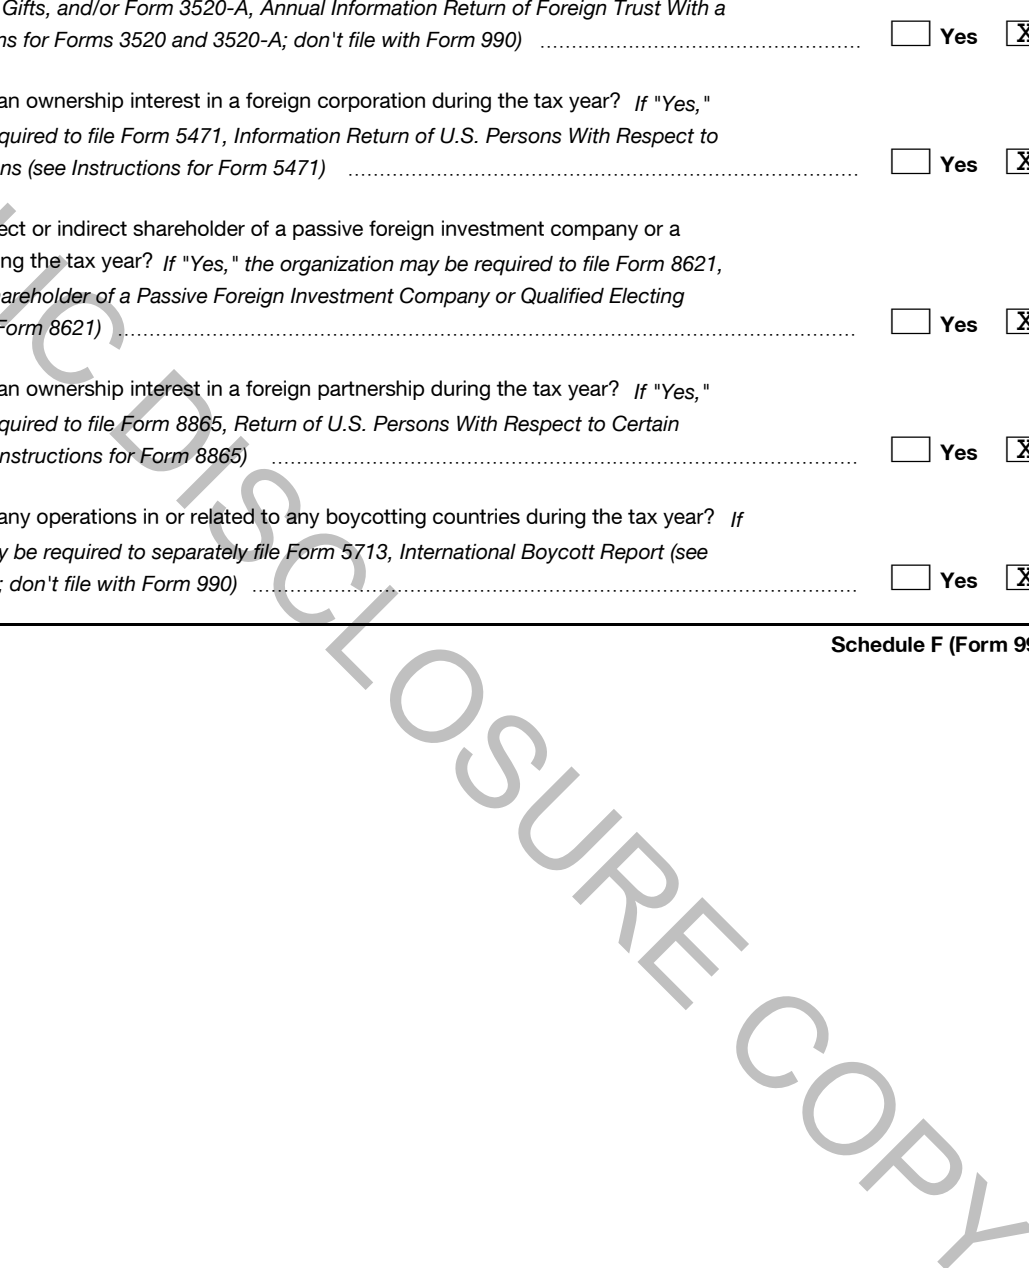 Gifts, and/or Form 3520-A, Annual Information Return of Foreign Trust With a
ns for Forms 3520 and 3520-A; don't file with Form 990) Yes X
an ownership interest in a foreign corporation during the tax year? If "Yes,"
quired to file Form 5471, Information Return of U.S. Persons With Respect to
ns (see Instructions for Form 5471) Yes X
ect or indirect shareholder of a passive foreign investment company or a
ng the tax year? If "Yes," the organization may be required to file Form 8621,
areholder of a Passive Foreign Investment Company or Qualified Electing
Form 8621) Yes X
an ownership interest in a foreign partnership during the tax year? If "Yes,"
quired to file Form 8865, Return of U.S. Persons With Respect to Certain
nstructions for Form 8865) Yes X
any operations in or related to any boycotting countries during the tax year? If
y be required to separately file Form 5713, International Boycott Report (see
; don't file with Form 990) Yes X
Schedule F (Form 99
IC DISCLOSURE COPY